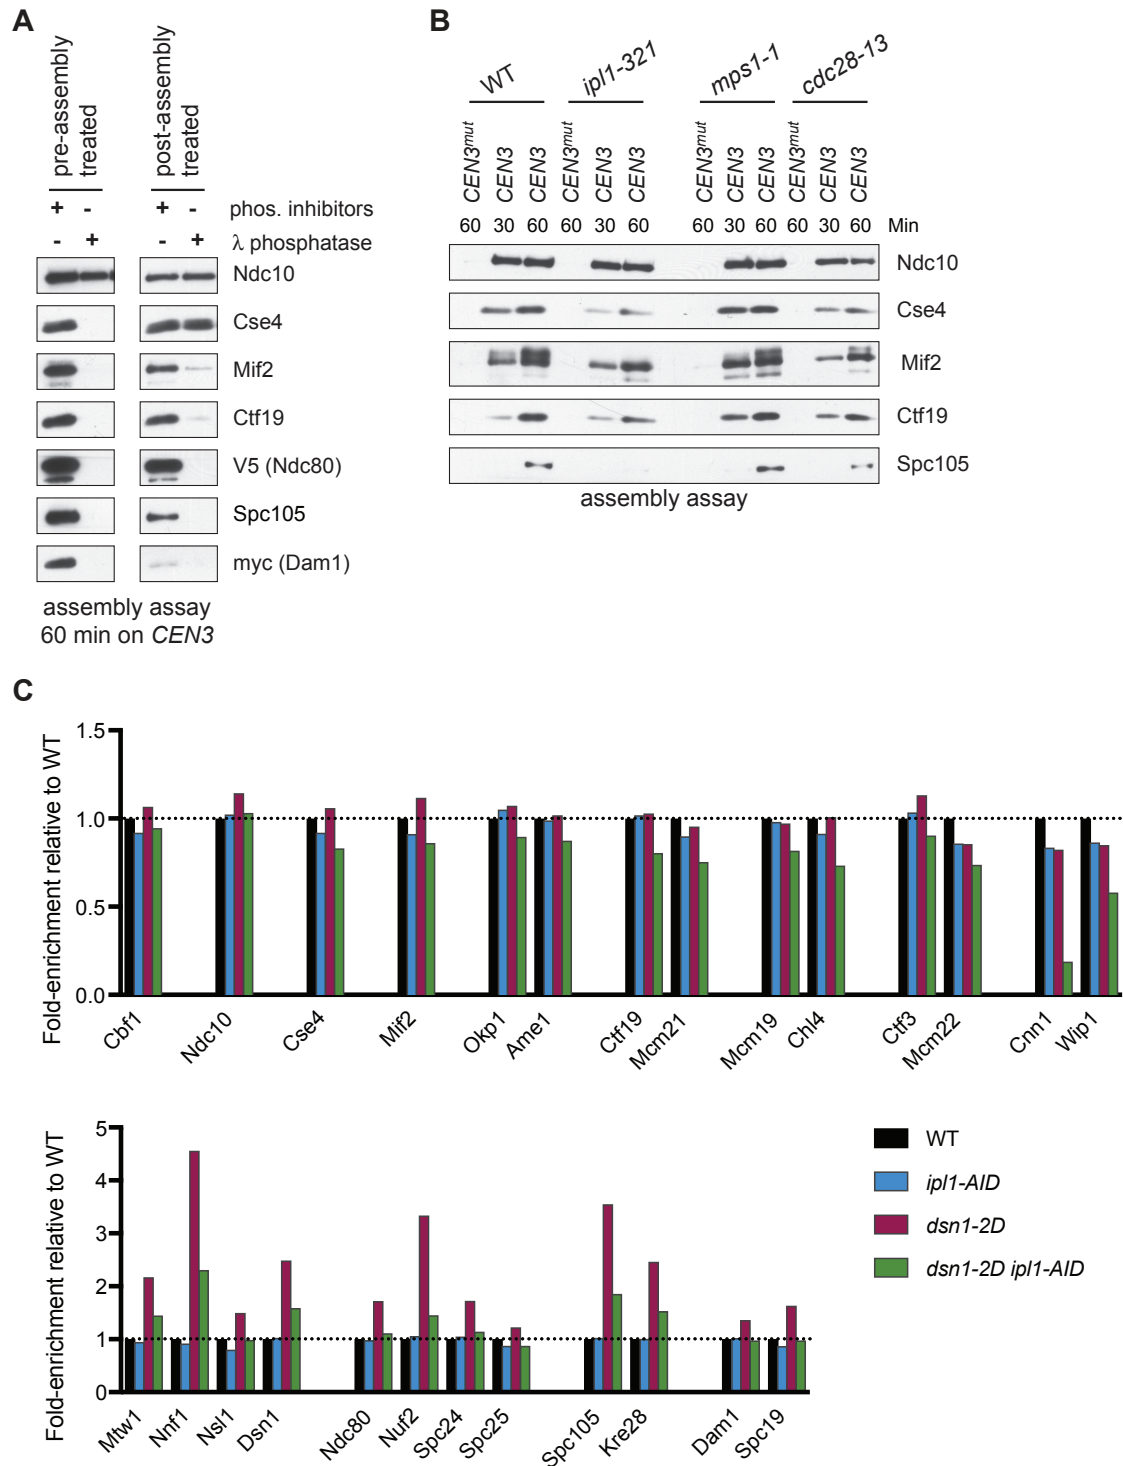 A
pre-assembly
treated
post-assembly
treated
+ - + - phos. inhibitors
- + - + λ phosphatase
Ndc10
Cse4
Mif2
Ctf19
V5 (Ndc80)
Spc105
myc (Dam1)
assembly assay
60 min on CEN3
B
WT ipl1-321 mps1-1 cdc28-13
CEN3mut CEN3 CEN3 CEN3mut CEN3 CEN3 CEN3mut CEN3 CEN3 CEN3mut CEN3 CEN3
60 30 60 60 30 60 60 30 60 60 30 60 Min
Ndc10
Cse4
Mif2
Ctf19
Spc105
assembly assay
C
Fold-enrichment relative to WT
1.5
1.0
0.5
0.0
Cbf1 Ndc10 Cse4 Mif2 Okp1 Ame1 Ctf19 Mcm21 Mcm19 Chl4 Ctf3 Mcm22 Cnn1 Wip1
Fold-enrichment relative to WT
5
4
3
2
1
0
Mtw1 Nnf1 Nsl1 Dsn1 Ndc80 Nuf2 Spc24 Spc25 Spc105 Kre28 Dam1 Spc19
WT
ipl1-AID
dsn1-2D
dsn1-2D ipl1-AID